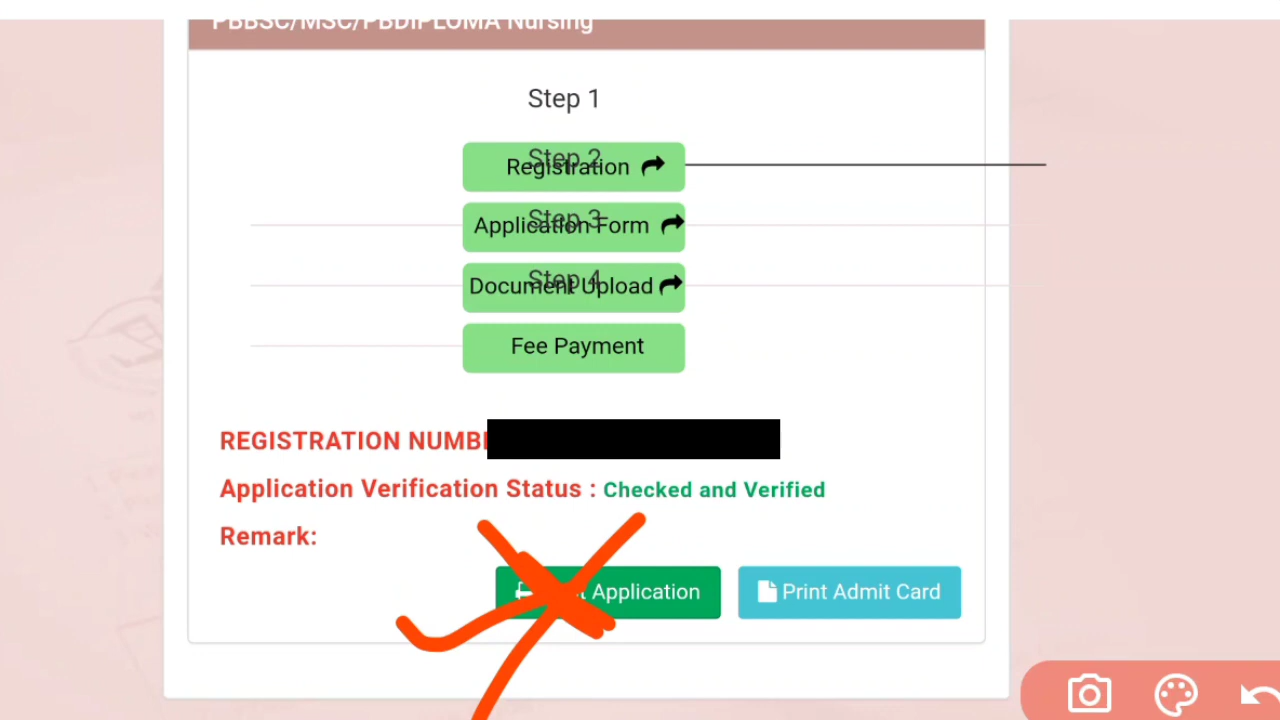 PBBSC/MSC/PBDIPLOMA Nursing
Step 1
Step 2
Registration
Step 3
Application Form
Step 4
Document Upload
Fee Payment
REGISTRATION
Application Verification Status : Checked and Verified
Remark:
Application
Print Admit Card